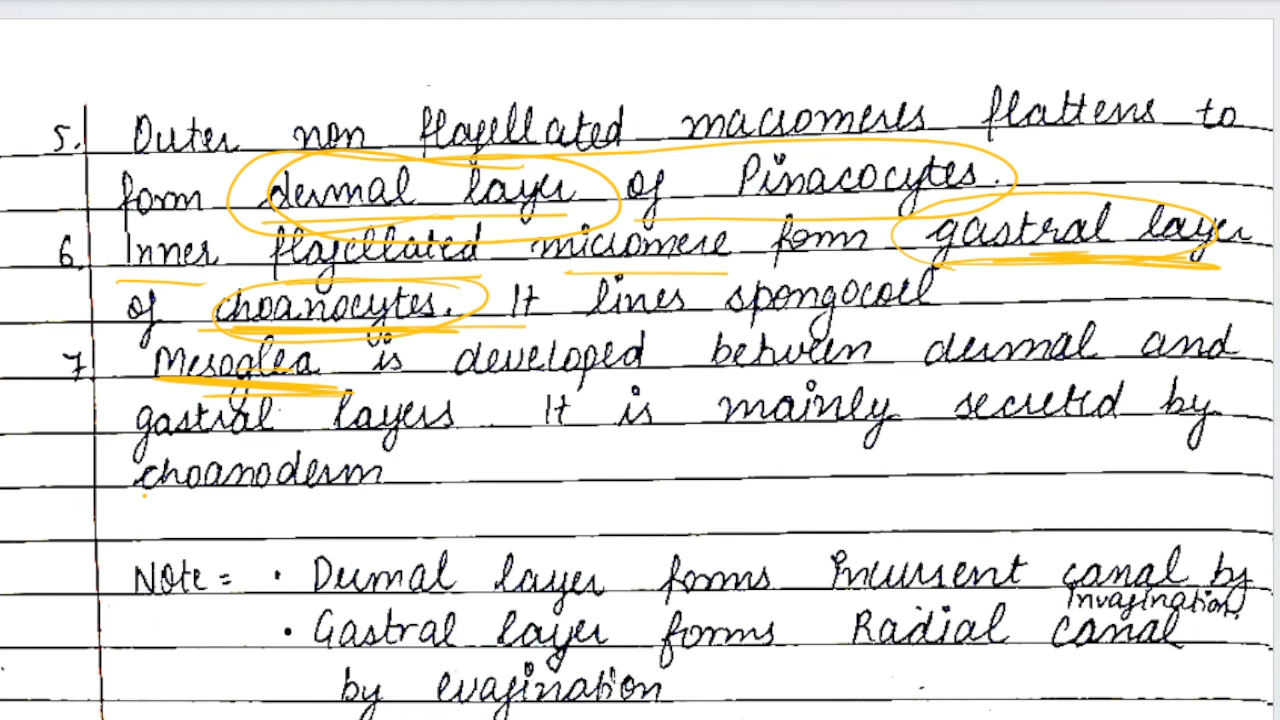 5. Outer non flagellated macromeres flattens to
form dermal layer of Pinacocytes.
6. Inner flagellated micromere form gastral layer
of choanocytes. It lines spongocoel
7 Mesoglea is developed between dermal and
gastral layers. It is mainly secreted by
choanoderm
Note = • Dermal layer forms Incurrent canal by
invagination.
• Gastral layer forms Radial canal
by evagination